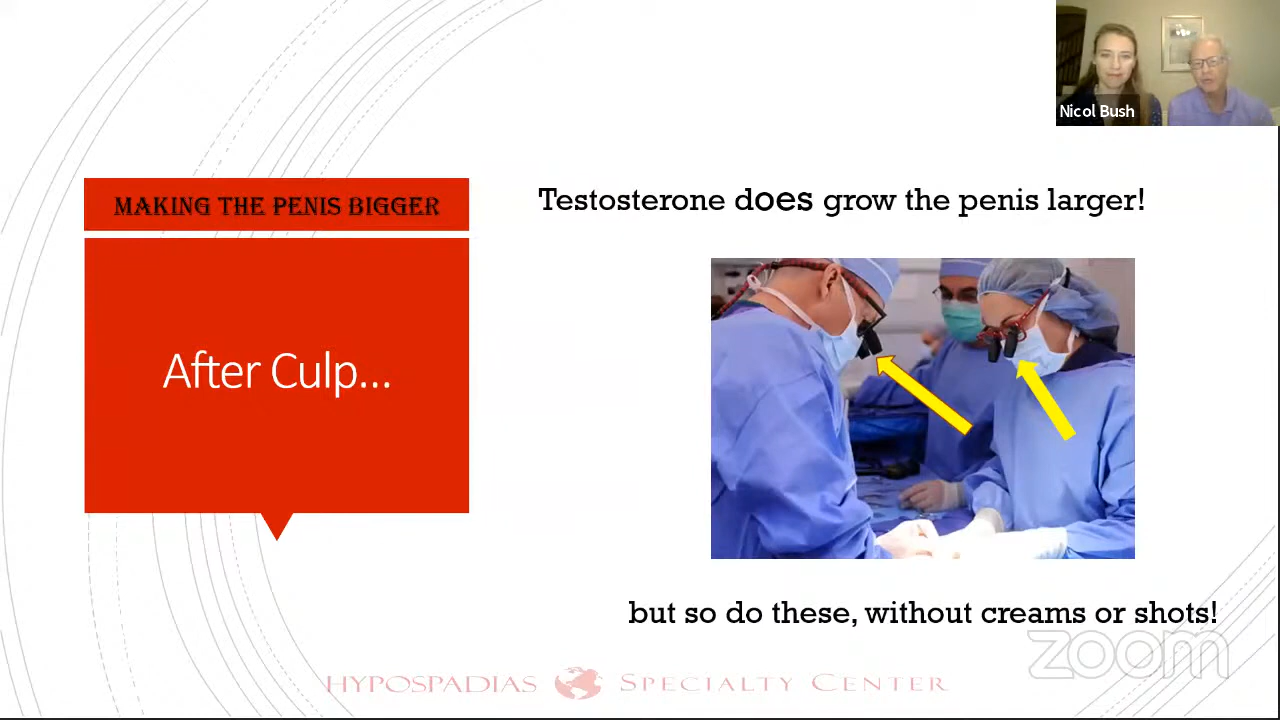 Nicol Bush
MAKING THE PENIS BIGGER
After Culp...
Testosterone does grow the penis larger!
but so do these, without creams or shots!
zoom
HYPOSPADIAS SPECIALTY CENTER